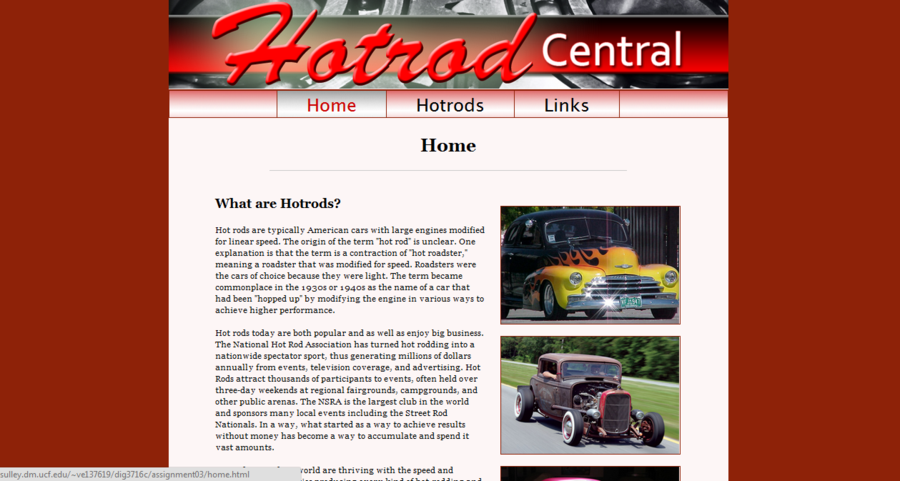 Hotrod Central
Home
Hotrods
Links
Home
What are Hotrods?
Hot rods are typically American cars with large engines modified
for linear speed. The origin of the term "hot rod" is unclear. One
explanation is that the term is a contraction of "hot roadster,"
meaning a roadster that was modified for speed. Roadsters were
the cars of choice because they were light. The term became
commonplace in the 1930s or 1940s as the name of a car that
had been "hopped up" by modifying the engine in various ways to
achieve higher performance.
Hot rods today are both popular and as well as enjoy big business.
The National Hot Rod Association has turned hot rodding into a
nationwide spectator sport, thus generating millions of dollars
annually from events, television coverage, and advertising. Hot
Rods attract thousands of participants to events, often held over
three-day weekends at regional fairgrounds, campgrounds, and
other public arenas. The NSRA is the largest club in the world
and sponsors many local events including the Street Rod
Nationals. In a way, what started as a way to achieve results
without money has become a way to accumulate and spend it
vast amounts.
world are thriving with the speed and
sulley.dm.ucf.edu/~ve137619/dig3716c/assignment03/home.html